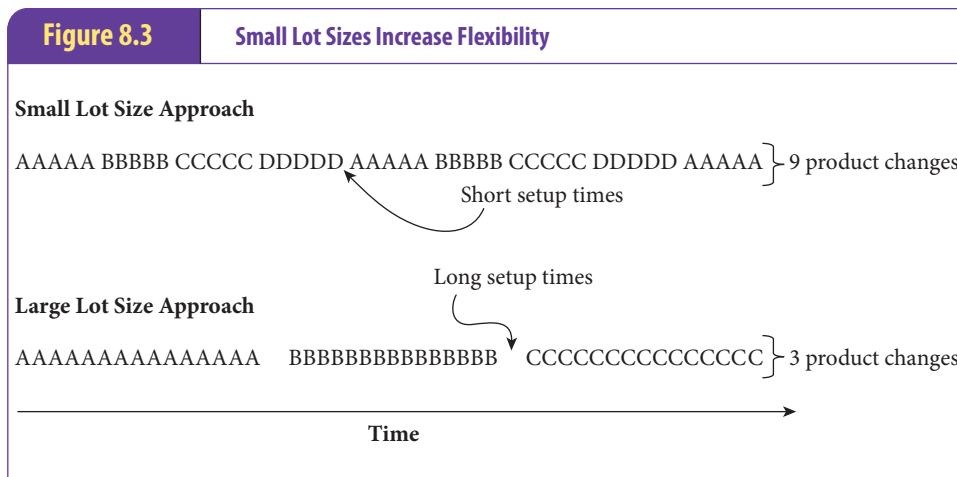 Figure 8.3
Small Lot Sizes Increase Flexibility
Small Lot Size Approach
AAAAA BBBBB CCCCC DDDDD AAAAA BBBBB CCCCC DDDDD AAAAA
9 product changes
Short setup times
Long setup times
Large Lot Size Approach
AAAAAAAAAAAAAAA BBBBBBBBBBBBBBB CCCCCCCCCCCCCCC
3 product changes
Time